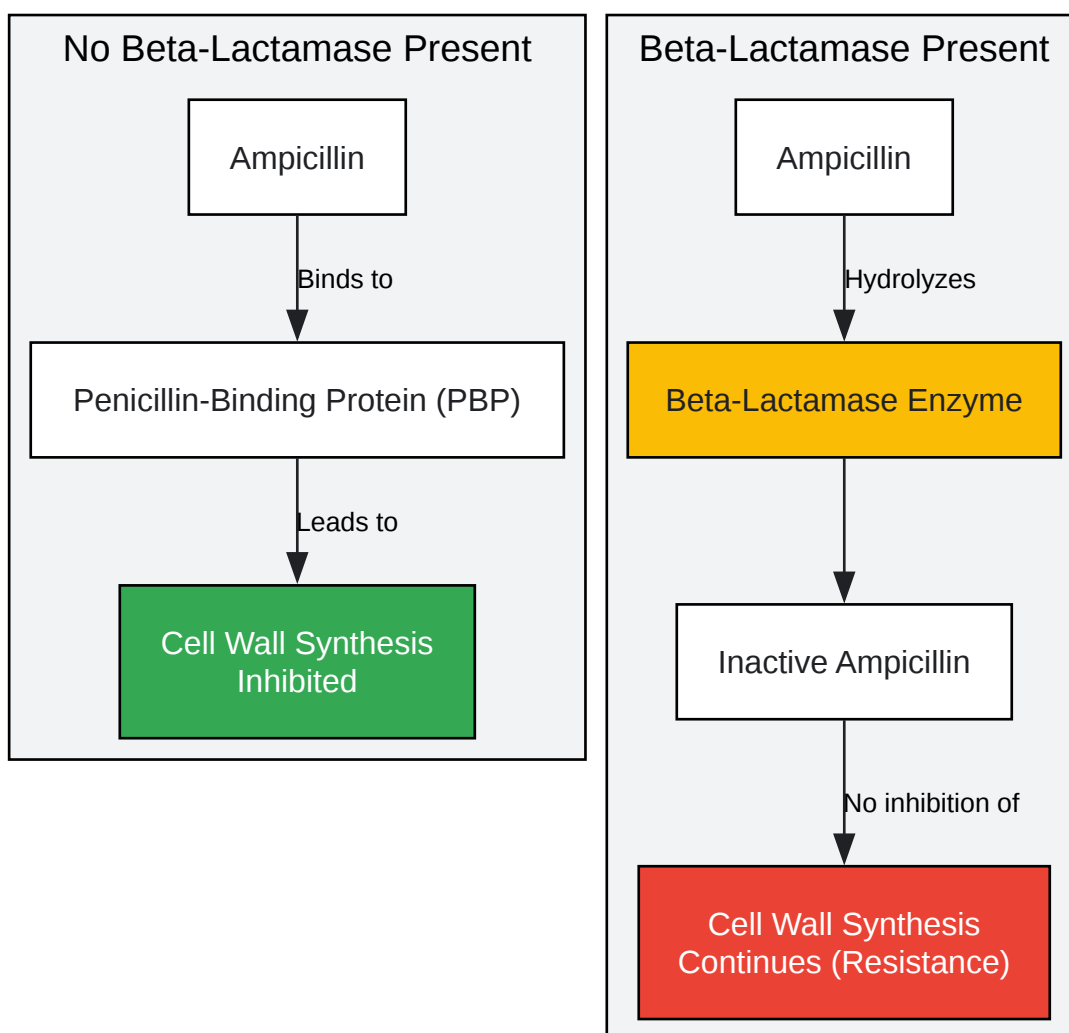 No Beta-Lactamase Present
Ampicillin
Binds to
Penicillin-Binding Protein (PBP)
Leads to
Cell Wall Synthesis
Inhibited
Beta-Lactamase Present
Ampicillin
Hydrolyzes
Beta-Lactamase Enzyme
Inactive Ampicillin
No inhibition of
Cell Wall Synthesis
Continues (Resistance)